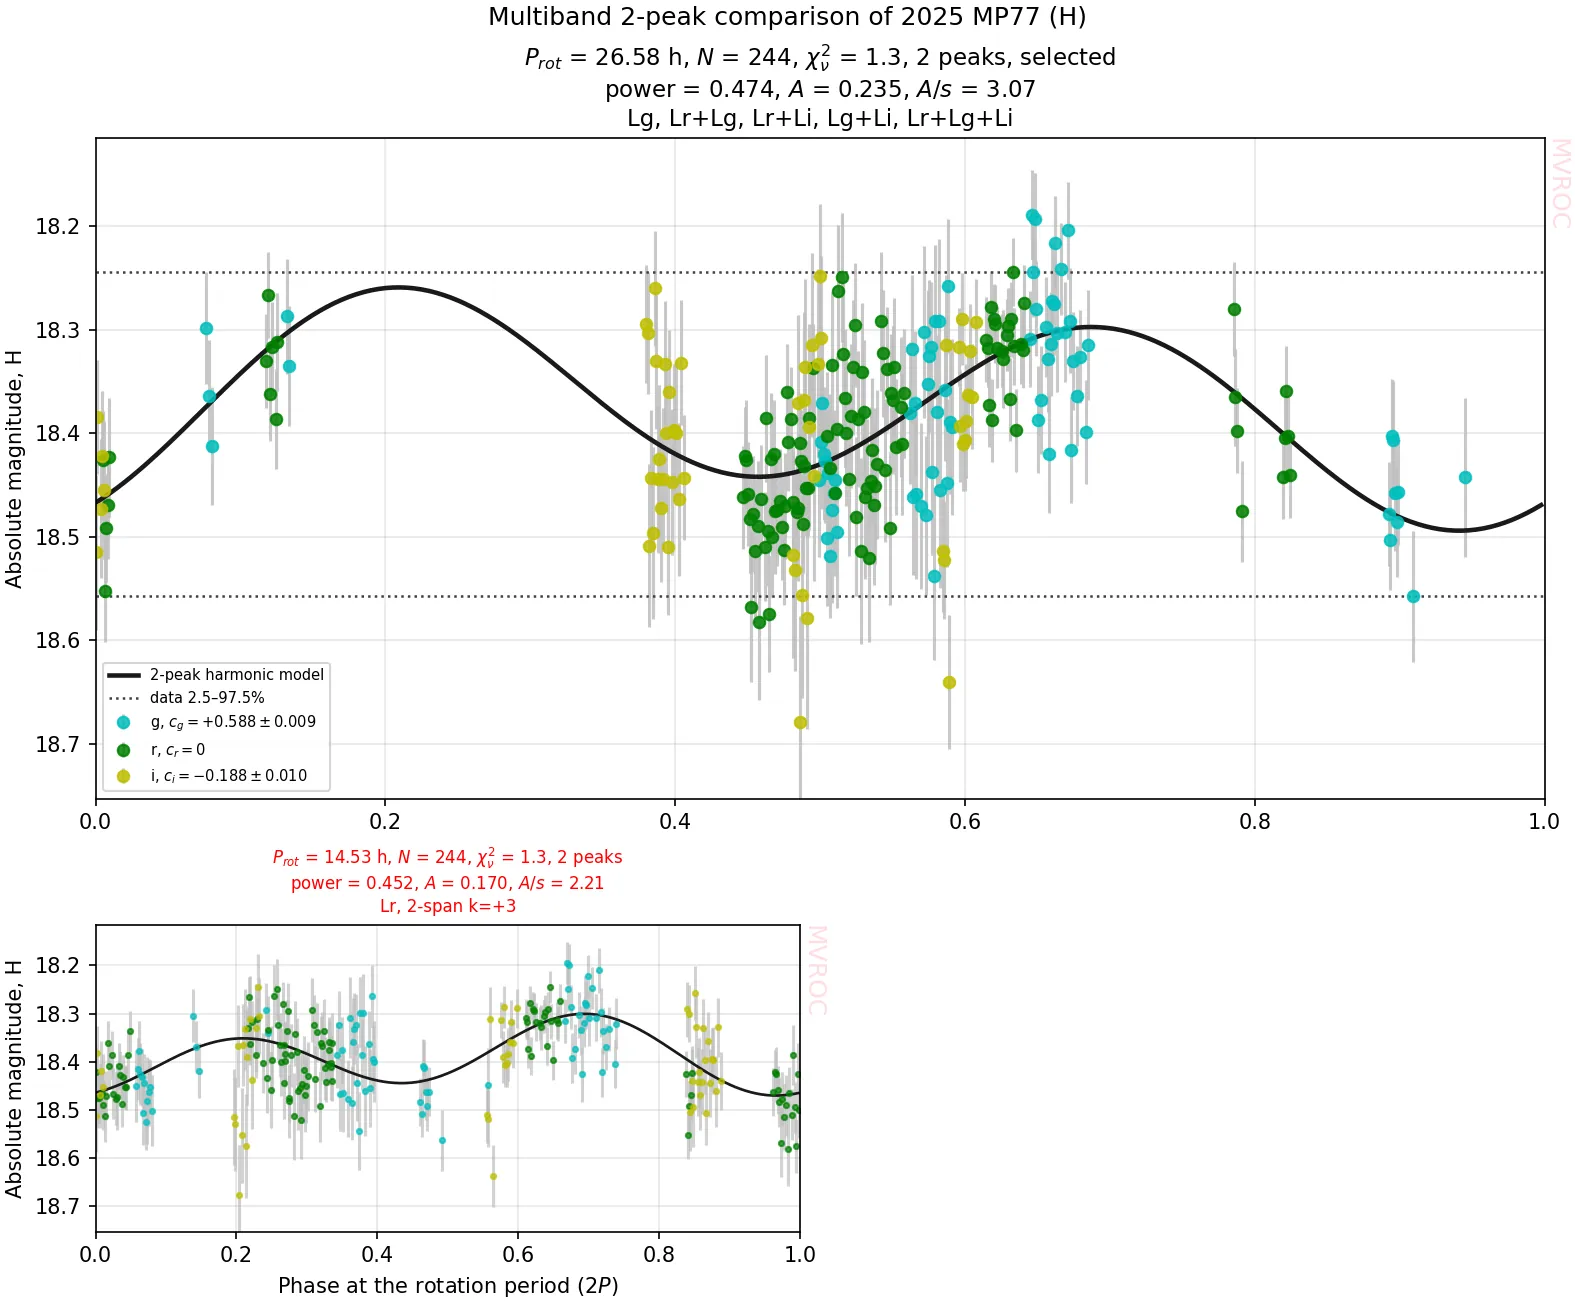 Multiband 2-peak comparison of 2025 MP77 (H)
P_rot = 26.58 h, N = 244, χ²_ν = 1.3, 2 peaks, selected
power = 0.474, A = 0.235, A/s = 3.07
Lg, Lr+Lg, Lr+Li, Lg+Li, Lr+Lg+Li
MVROC
Absolute magnitude, H
18.2
18.3
18.4
18.5
18.6
18.7
2-peak harmonic model
data 2.5–97.5%
g, c_g = +0.588 ± 0.009
r, c_r = 0
i, c_i = −0.188 ± 0.010
0.0 0.2 0.4 0.6 0.8 1.0
P_rot = 14.53 h, N = 244, χ²_ν = 1.3, 2 peaks
power = 0.452, A = 0.170, A/s = 2.21
Lr, 2-span k=+3
MVROC
Absolute magnitude, H
18.2
18.3
18.4
18.5
18.6
18.7
0.0 0.2 0.4 0.6 0.8 1.0
Phase at the rotation period (2P)